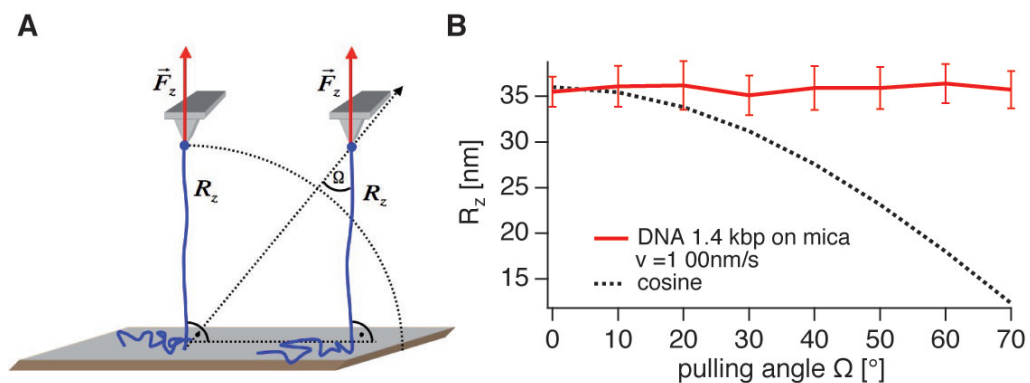 A
B
F⃗z
F⃗z
Ω
Rz
Rz
Rz [nm]
35
30
25
20
15
DNA 1.4 kbp on mica
v =1 00nm/s
cosine
0 10 20 30 40 50 60 70
pulling angle Ω [°]